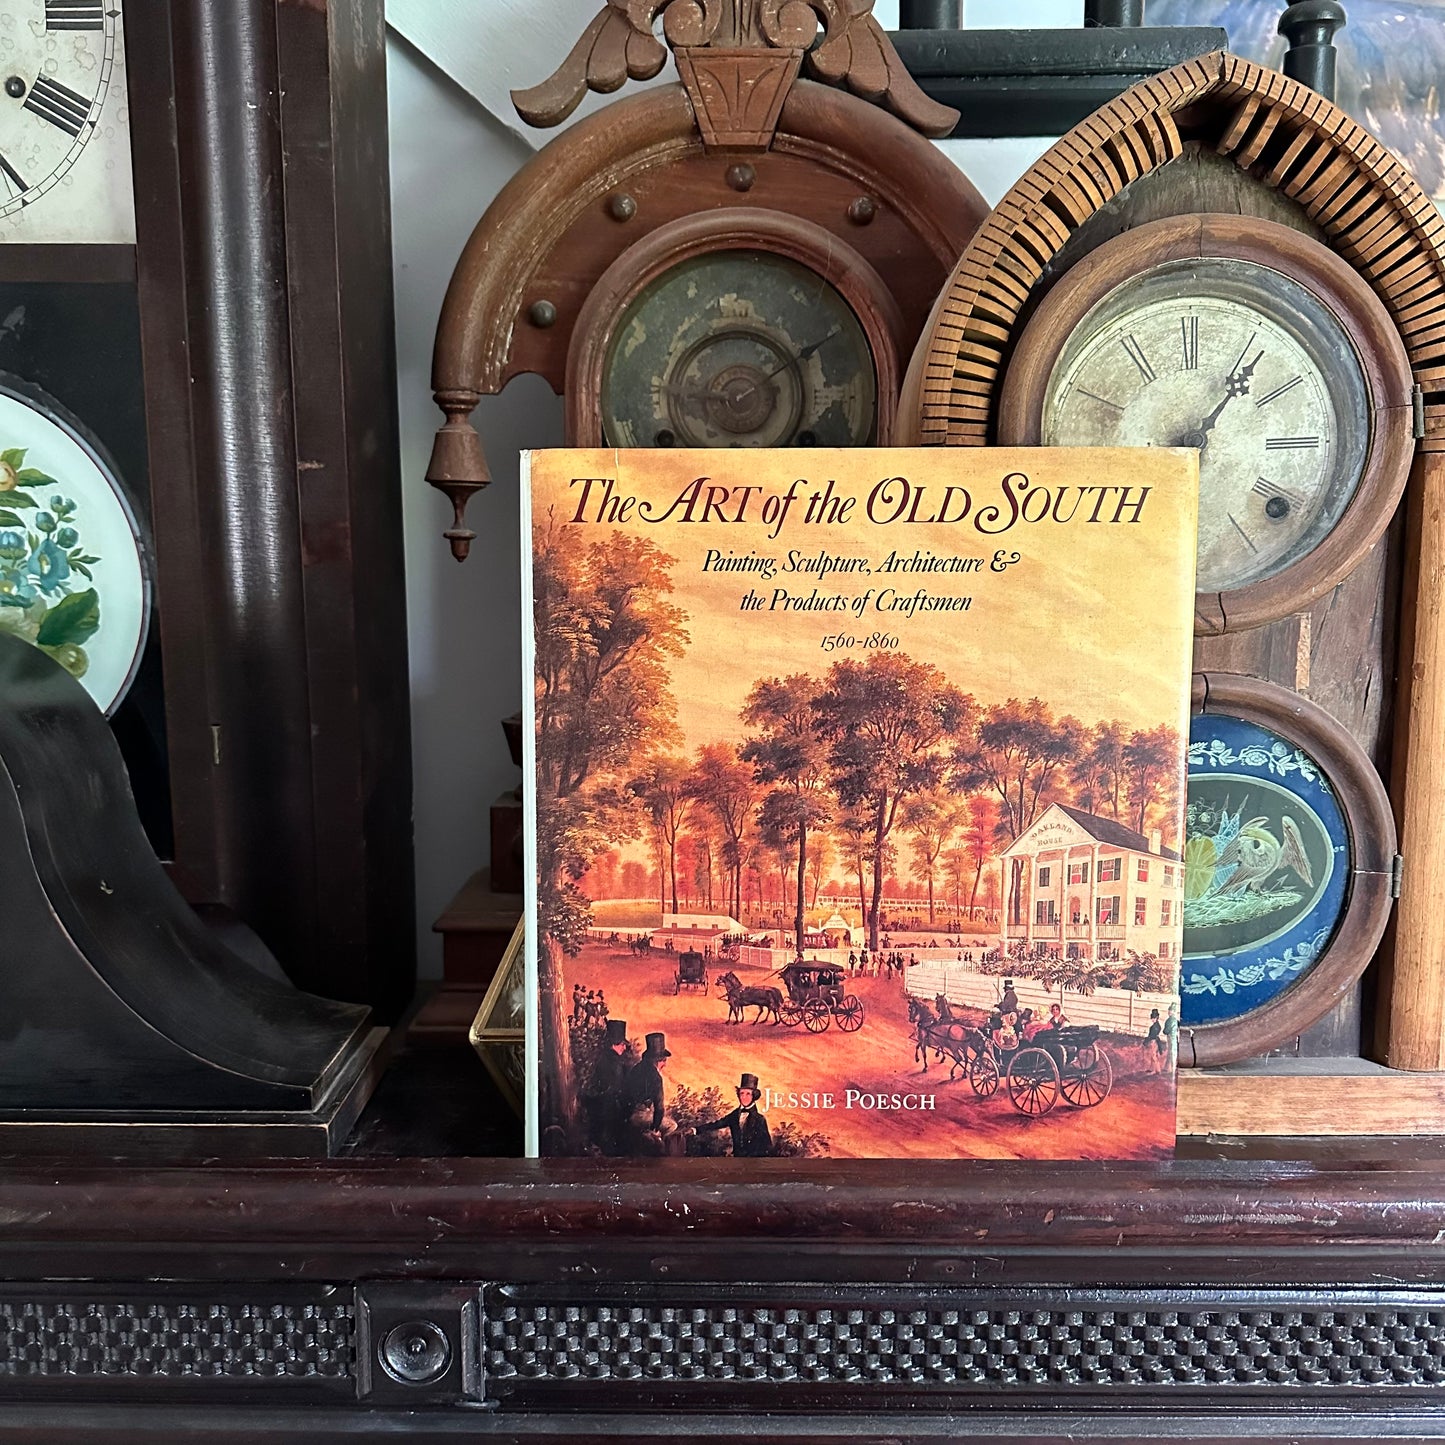 The ART of the OLD SOUTH
Painting, Sculpture, Architecture &
the Products of Craftsmen
1560-1860
OAKLAND
HOUSE
JESSIE POESCH